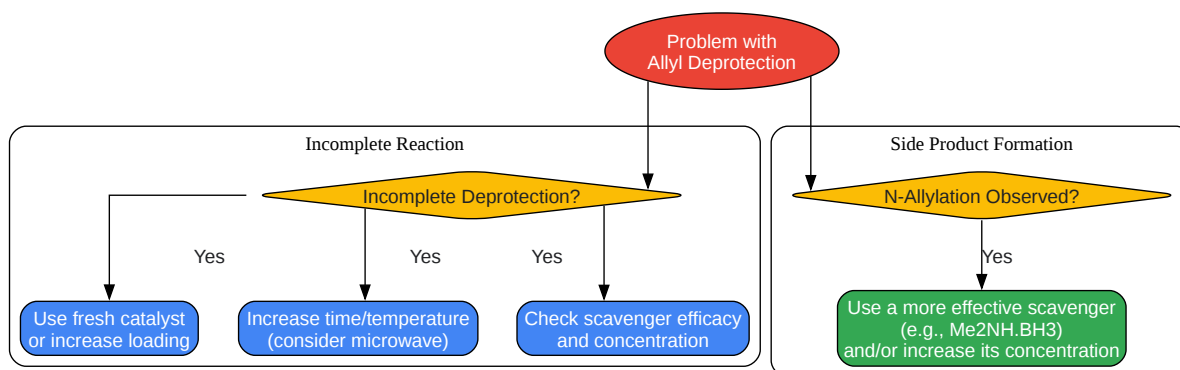 Problem with
Allyl Deprotection
Incomplete Reaction
Side Product Formation
Incomplete Deprotection?
N-Allylation Observed?
Yes
Yes
Yes
Yes
Use fresh catalyst
or increase loading
Increase time/temperature
(consider microwave)
Check scavenger efficacy
and concentration
Use a more effective scavenger
(e.g., Me2NH.BH3)
and/or increase its concentration